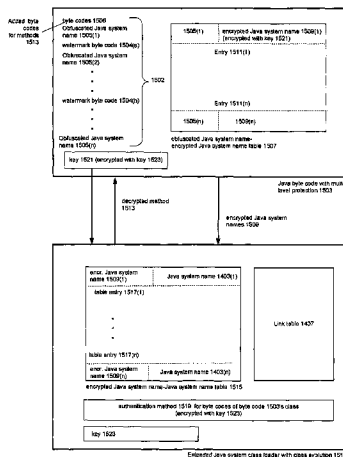 Added byte
codes
for methods
1513
byte codes 1506
Obfuscated Java system
name 1505(1)
watermark byte code 1504(a)
Obfuscated Java system
name 1505(2)
1502
watermark byte code 1504(h)
Obfuscated Java system
name 1505(n)
1505(1)
encrypted Java system name 1509(1)
(encrypted with key 1521)
Entry 1511(1)
Entry 1511(n)
1505(n)
1509(n)
obfuscated Java system name-
encrypted Java system name table 1507
key 1521 (encrypted with key 1523)
Java byte code with multi
level protection 1503
decrypted method
1513
encrypted Java system
names 1509
encr. Java system
name 1509(1)
Java system name 1403(1)
table entry 1517(1)
table entry 1517(n)
encr. Java system
name 1509(n)
Java system name 1403(n)
encrypted Java system name-Java system name table 1515
Link table 1437
authentication method 1519 for byte codes of byte code 1503's class
(encrypted with key 1523)
key 1523
Extended Java system class loader with class evolution 151